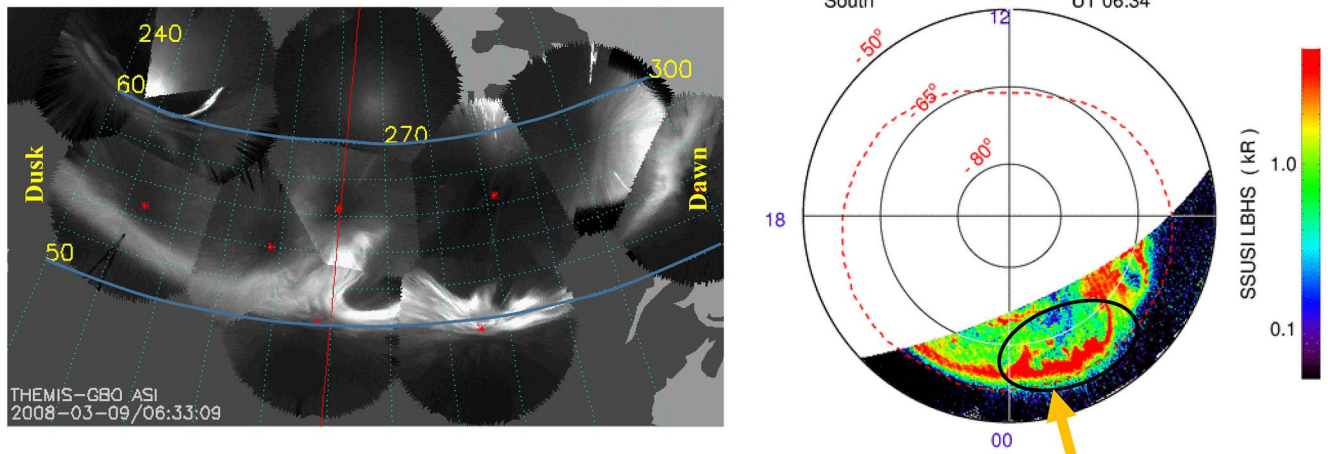 240
60
300
270
Dusk
Dawn
50
THEMIS-GBO ASI
2008-03-09/06:33:09
South
UT 06:34
12
- 50°
-65°
- 80°
18
00
1.0
0.1
SSUSI LBHS ( kR )